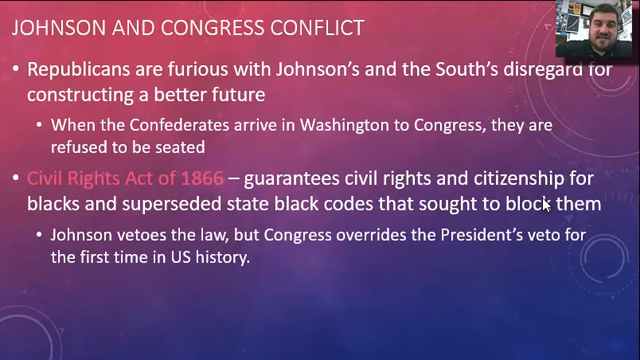 JOHNSON AND CONGRESS CONFLICT
• Republicans are furious with Johnson's and the South's disregard for
constructing a better future
• When the Confederates arrive in Washington to Congress, they are
refused to be seated
• Civil Rights Act of 1866 – guarantees civil rights and citizenship for
blacks and superseded state black codes that sought to block them
• Johnson vetoes the law, but Congress overrides the President's veto for
the first time in US history.